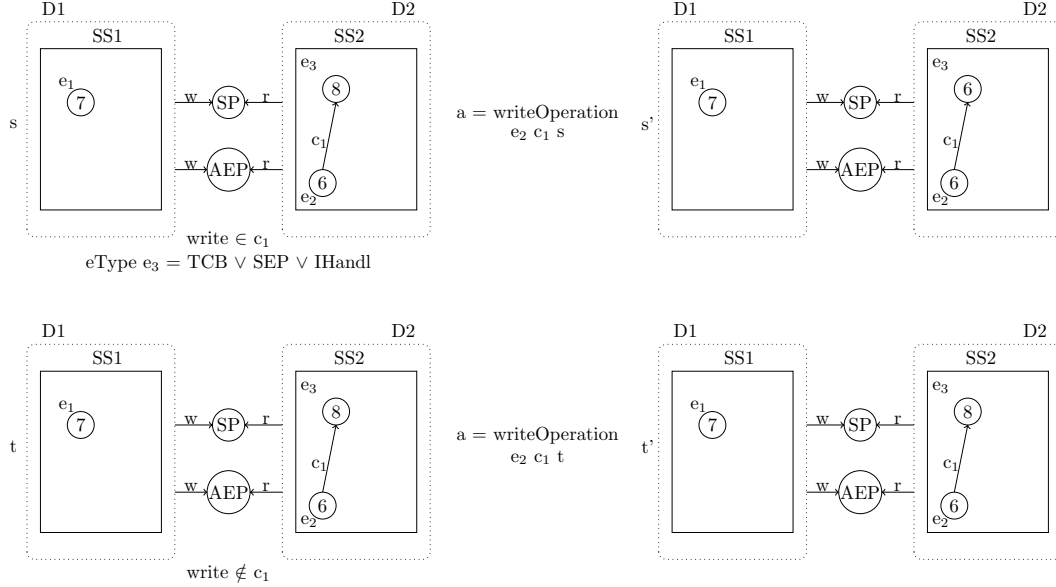 D1
D2
SS1
SS2
e₁
7
w
SP
r
w
AEP
r
e₃
8
c₁
6
e₂
s
write ∈ c₁
eType e₃ = TCB ∨ SEP ∨ IHandl
a = writeOperation
e₂ c₁ s
D1
D2
SS1
SS2
s'
e₁
7
w
SP
r
w
AEP
r
e₃
6
c₁
6
e₂
D1
D2
SS1
SS2
e₁
7
w
SP
r
w
AEP
r
e₃
8
c₁
6
e₂
t
write ∉ c₁
a = writeOperation
e₂ c₁ t
D1
D2
SS1
SS2
t'
e₁
7
w
SP
r
w
AEP
r
e₃
8
c₁
6
e₂